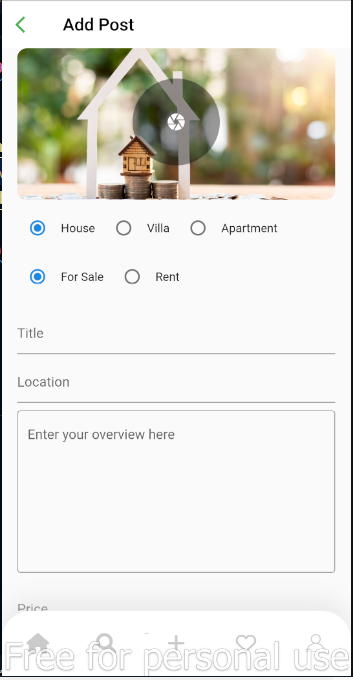 Add Post
House Villa Apartment
For Sale Rent
Title
Location
Enter your overview here
Price
Free for personal use